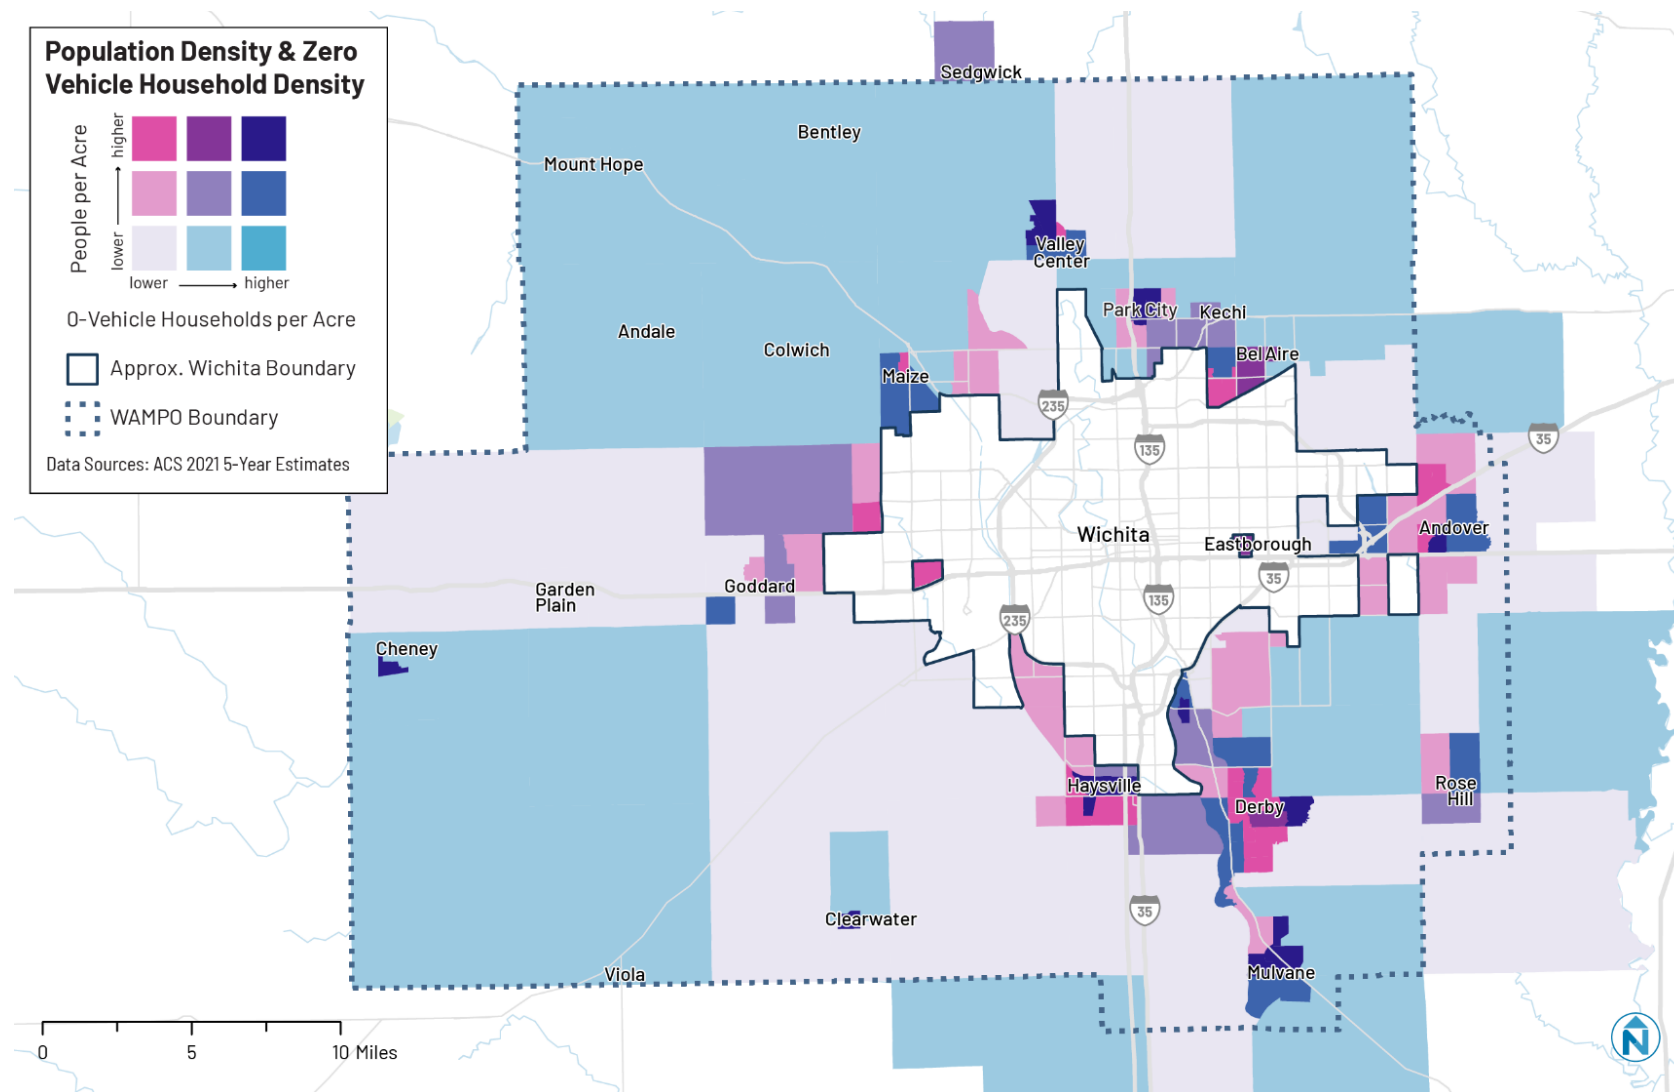 Population Density & Zero
Vehicle Household Density
People per Acre
higher
lower
lower
higher
0-Vehicle Households per Acre
Approx. Wichita Boundary
WAMPO Boundary
Data Sources: ACS 2021 5-Year Estimates
Sedgwick
Bentley
Mount Hope
Valley
Center
Park City
Kechi
Andale
Colwich
Bel Aire
Maize
235
35
135
Andover
Wichita
Eastborough
35
Goddard
Garden
Plain
135
235
Cheney
Haysville
Rose
Hill
Derby
35
Clearwater
Viola
Mulvane
0
5
10 Miles
N